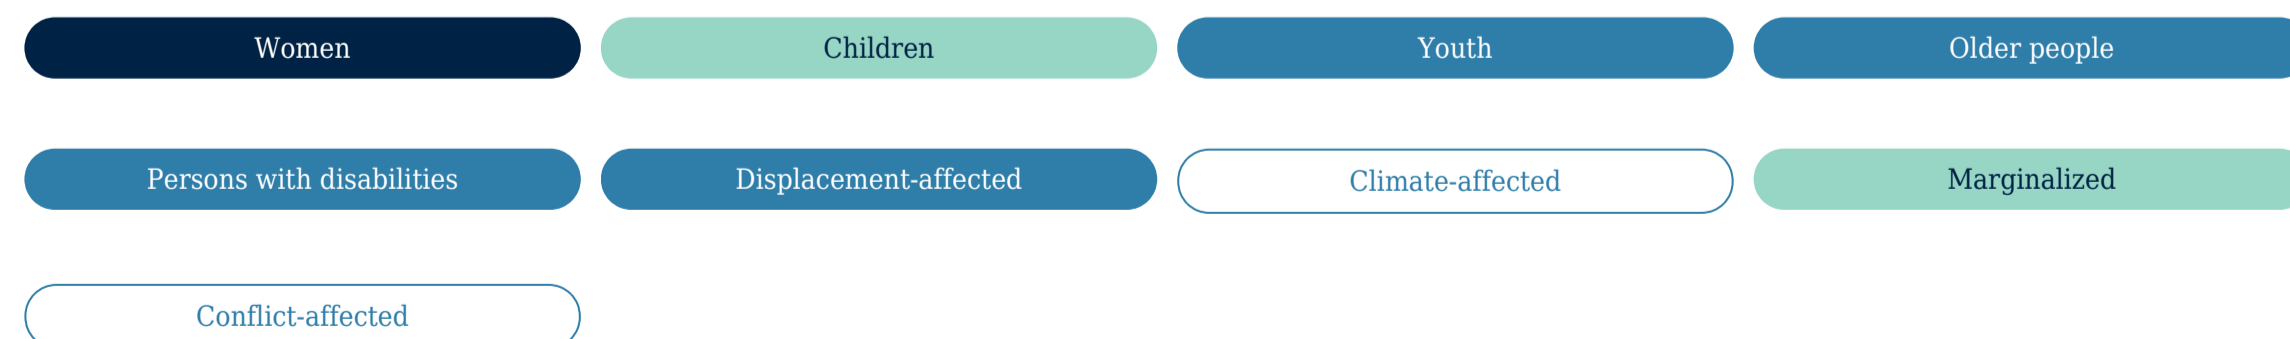 Women
Children
Youth
Older people
Persons with disabilities
Displacement-affected
Climate-affected
Marginalized
Conflict-affected